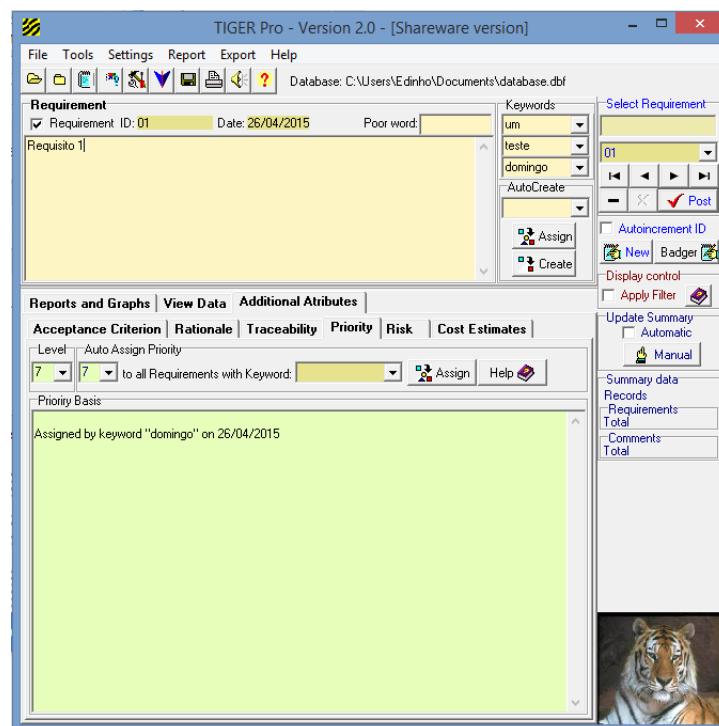 TIGER Pro - Version 2.0 - [Shareware version]
File Tools Settings Report Export Help
Database: C:\Users\Edinho\Documents\database.dbf
Requirement
Requirement ID: 01 Date: 26/04/2015 Poor word:
Requisito 1
Keywords
um
teste
domingo
AutoCreate
Assign
Create
Select Requirement
01
Post
Autoincrement ID
New Badger
Display control
Apply Filter
Update Summary
Automatic
Manual
Summary data
Records
Requirements
Total
Comments
Total
Reports and Graphs View Data Additional Atributes
Acceptance Criterion Rationale Traceability Priority Risk Cost Estimates
Level Auto Assign Priority
7 7 to all Requirements with Keyword: Assign Help
Priority Basis
Assigned by keyword "domingo" on 26/04/2015